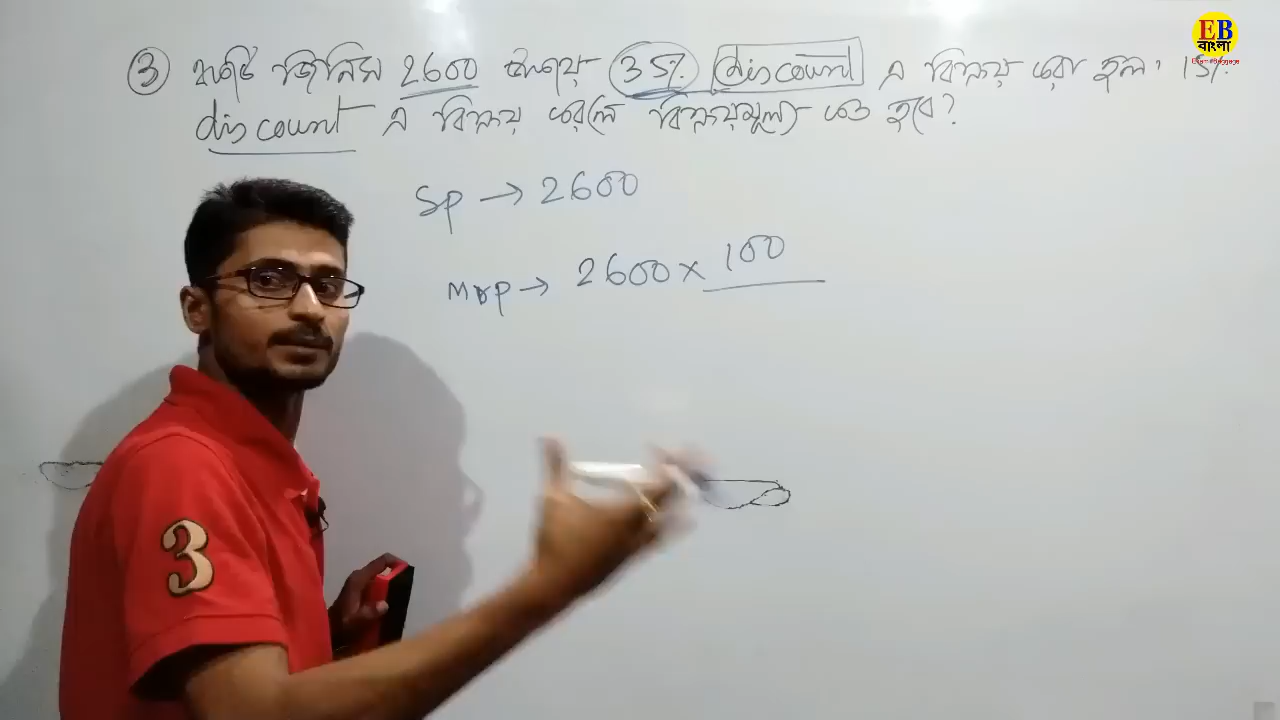 ③ একটি জিনিস 2600 টাকায় 35% discount এ বিক্রয় করা হল। 15%
discount এ বিক্রয় করলে বিক্রয়মূল্য কত হবে?
SP → 2600
MRP → 2600 × 100
3
EB
বাংলা